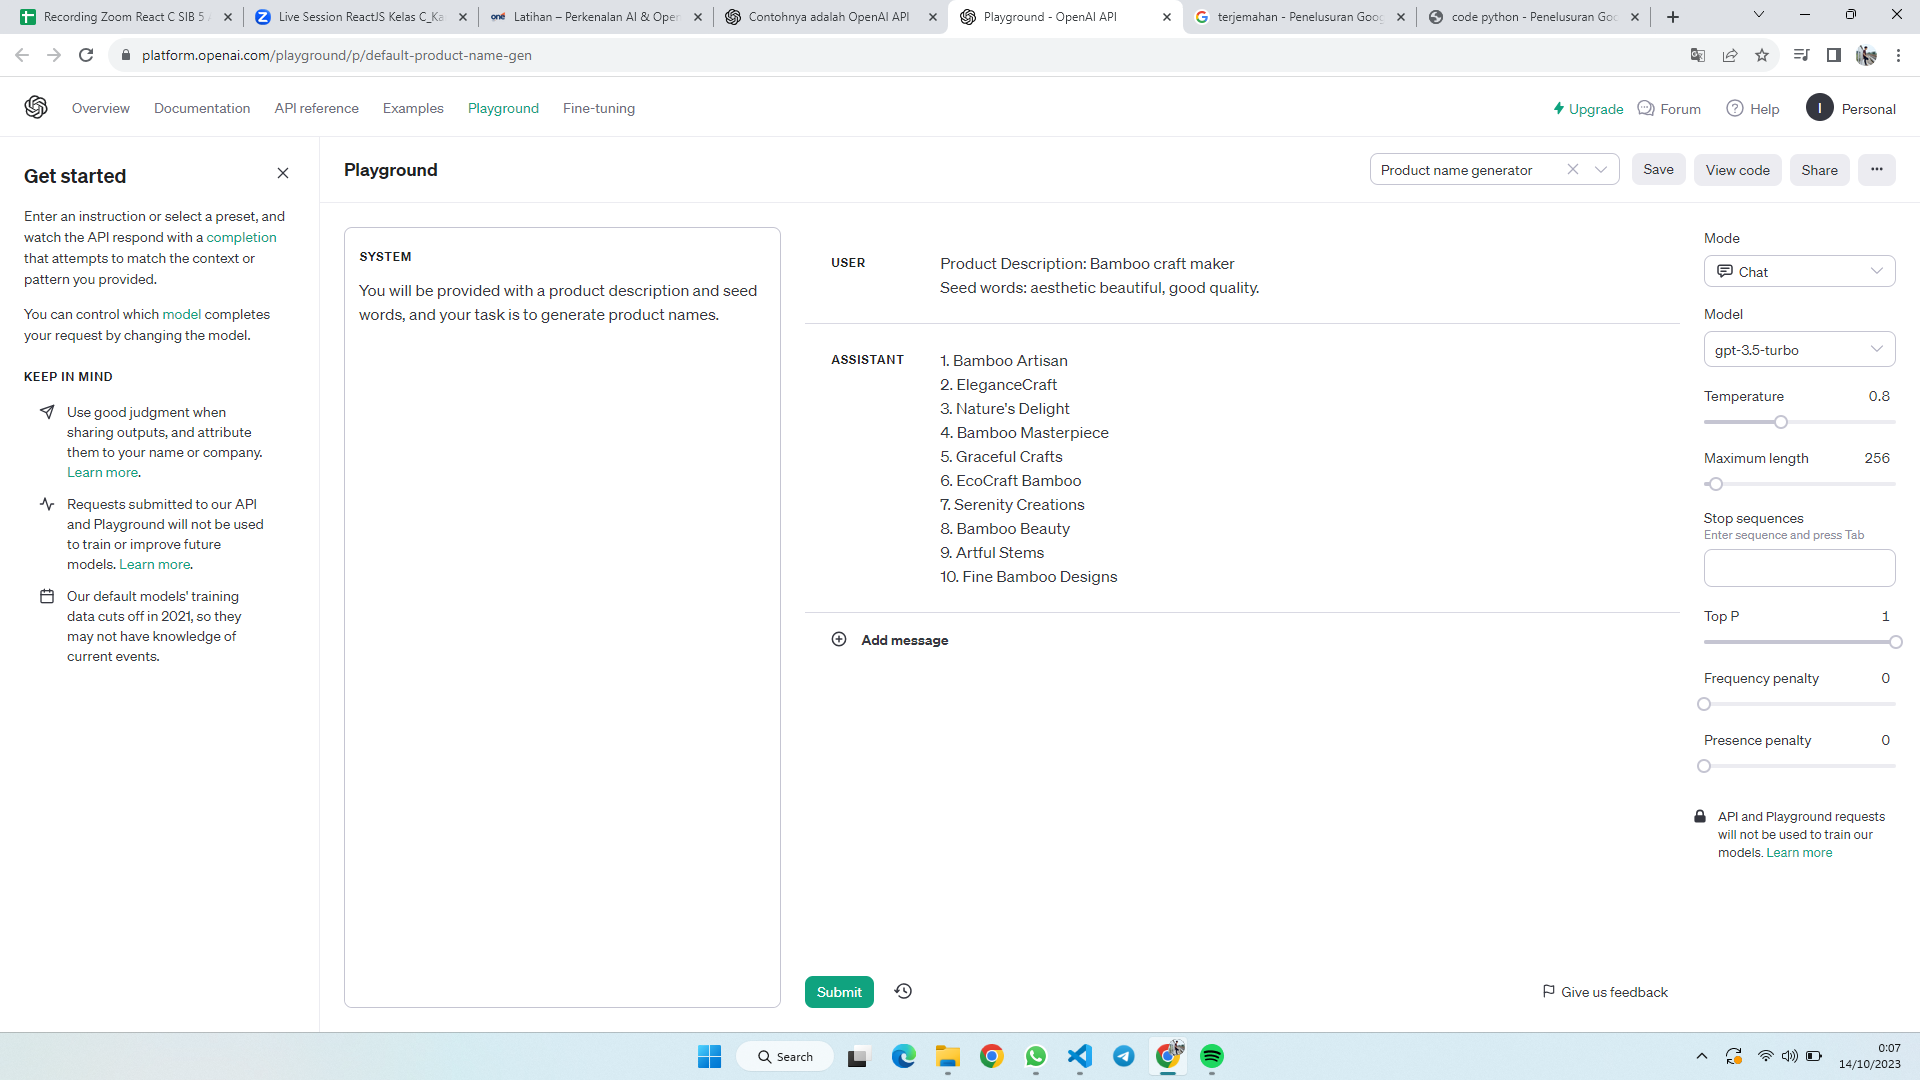 Recording Zoom React C SIB 5
Live Session ReactJS Kelas C_Ka
one Latihan – Perkenalan AI & Open
Contohnya adalah OpenAI API
Playground - OpenAI API
terjemahan - Penelusuran Goog
code python - Penelusuran Goo
platform.openai.com/playground/p/default-product-name-gen
Overview
Documentation
API reference
Examples
Playground
Fine-tuning
Upgrade
Forum
Help
I
Personal
Get started
Enter an instruction or select a preset, and
watch the API respond with a completion
that attempts to match the context or
pattern you provided.
You can control which model completes
your request by changing the model.
KEEP IN MIND
Use good judgment when
sharing outputs, and attribute
them to your name or company.
Learn more.
Requests submitted to our API
and Playground will not be used
to train or improve future
models. Learn more.
Our default models' training
data cuts off in 2021, so they
may not have knowledge of
current events.
Playground
Product name generator
Save
View code
Share
SYSTEM
You will be provided with a product description and seed
words, and your task is to generate product names.
USER
Product Description: Bamboo craft maker
Seed words: aesthetic beautiful, good quality.
ASSISTANT
1. Bamboo Artisan
2. EleganceCraft
3. Nature's Delight
4. Bamboo Masterpiece
5. Graceful Crafts
6. EcoCraft Bamboo
7. Serenity Creations
8. Bamboo Beauty
9. Artful Stems
10. Fine Bamboo Designs
Add message
Submit
Give us feedback
Mode
Chat
Model
gpt-3.5-turbo
Temperature 0.8
Maximum length 256
Stop sequences
Enter sequence and press Tab
Top P 1
Frequency penalty 0
Presence penalty 0
API and Playground requests
will not be used to train our
models. Learn more
Search
0:07
14/10/2023